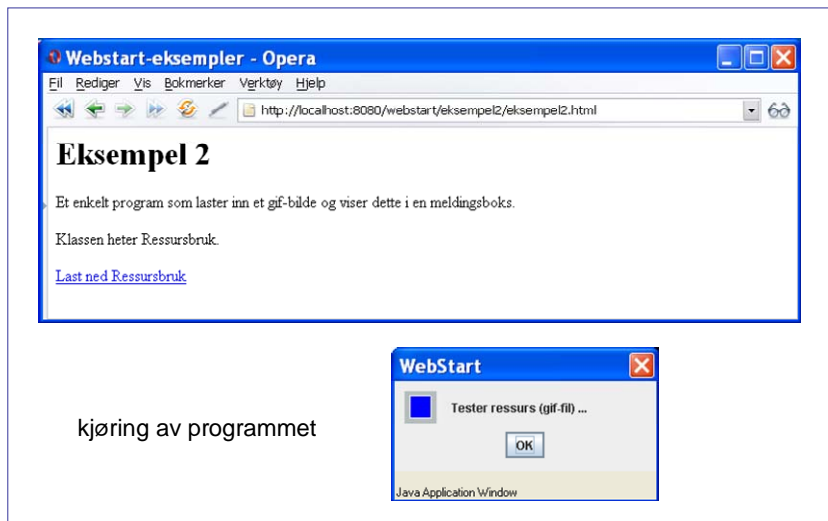 Webstart-eksempler - Opera
Fil Rediger Vis Bokmerker Verktøy Hjelp
http://localhost:8080/webstart/eksempel2/eksempel2.html
Eksempel 2
Et enkelt program som laster inn et gif-bilde og viser dette i en meldingsboks.
Klassen heter Ressursbruk.
Last ned Ressursbruk
WebStart
Tester ressurs (gif-fil) ...
OK
kjøring av programmet
Java Application Window